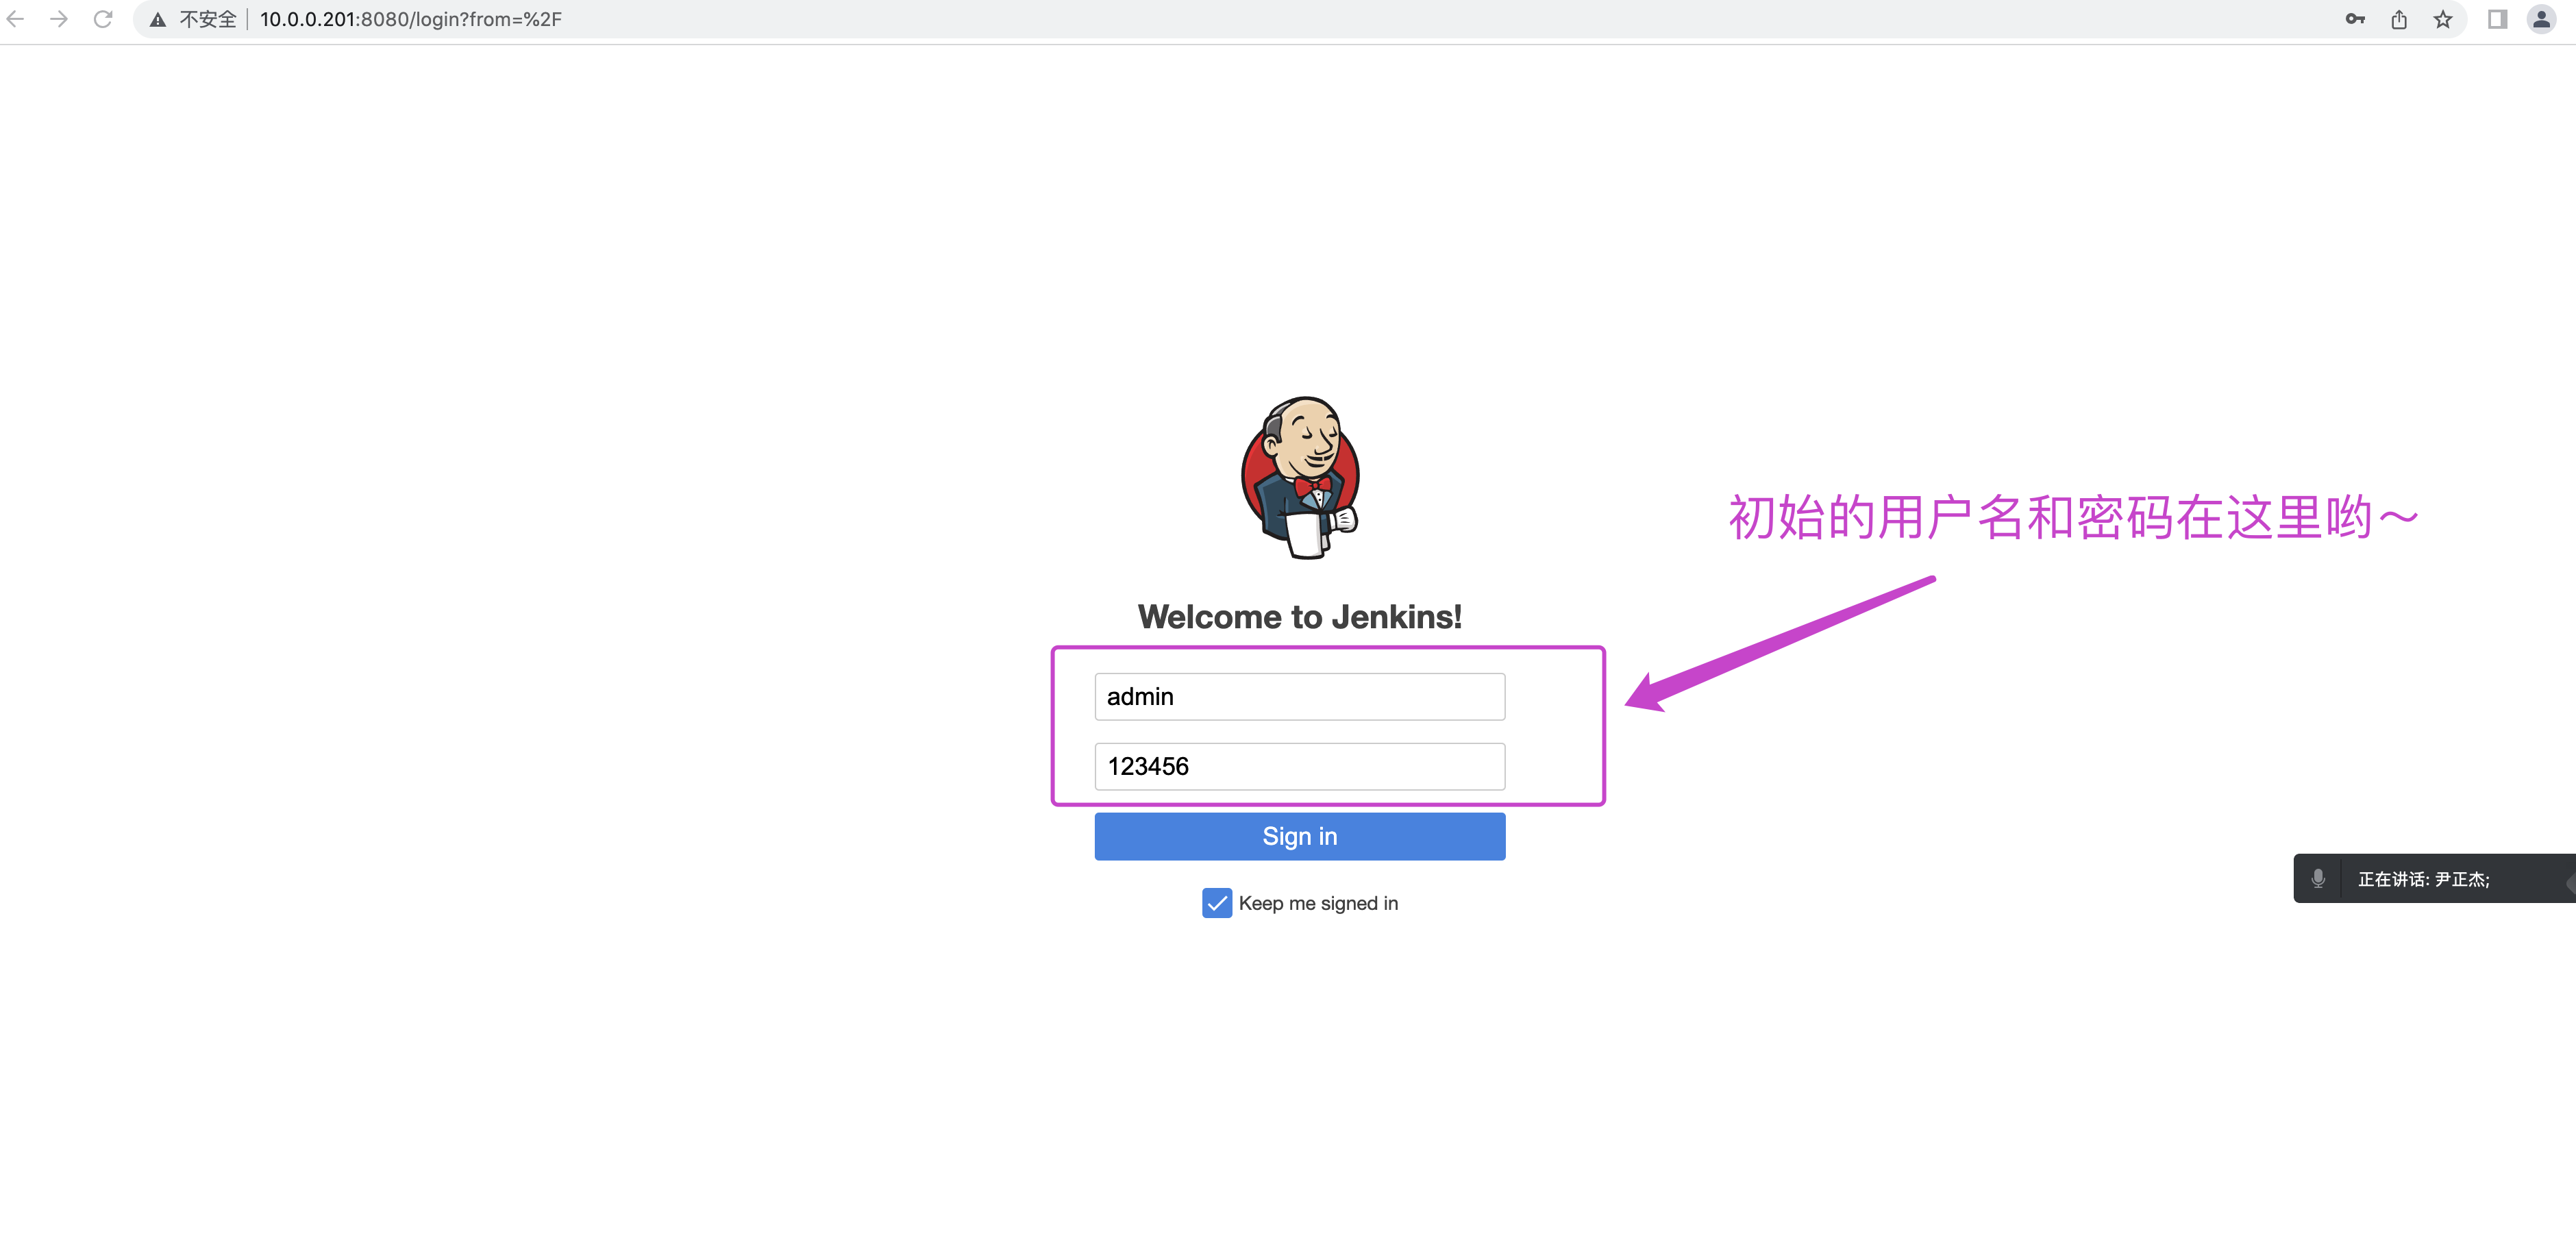 不安全 10.0.0.201:8080/login?from=%2F
初始的用户名和密码在这里哟～
Welcome to Jenkins!
admin
123456
Sign in
正在讲话: 尹正杰;
Keep me signed in